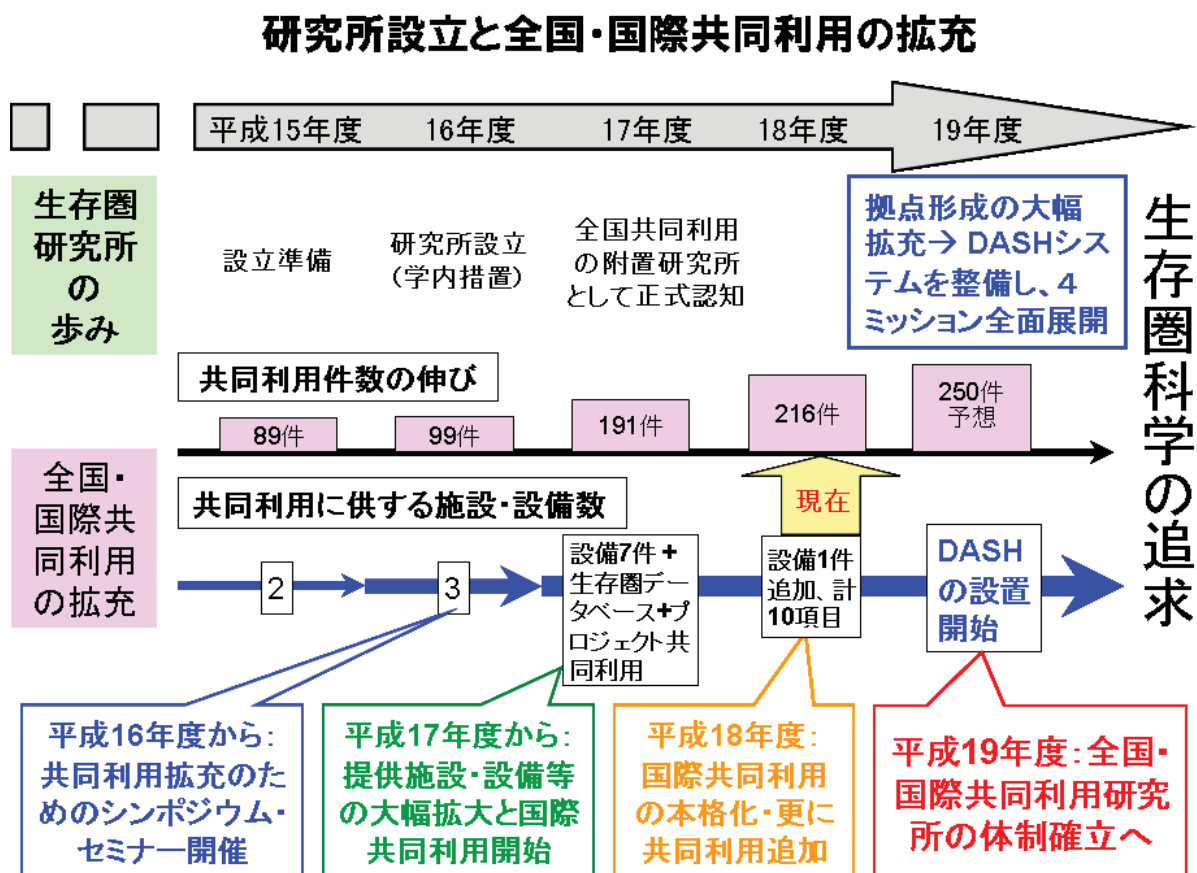 研究所設立と全国・国際共同利用の拡充
平成15年度
16年度
17年度
18年度
19年度
生存圏
研究所
の
歩み
設立準備
研究所設立
(学内措置)
全国共同利用
の附置研究所
として正式認知
拠点形成の大幅
拡充→ DASHシス
テムを整備し、4
ミッション全面展開
生存圏科学の追求
共同利用件数の伸び
89件
99件
191件
216件
250件
予想
全国・
国際共
同利用
の拡充
共同利用に供する施設・設備数
現在
2
3
設備7件+
生存圏デー
タベース+プ
ロジェクト共
同利用
設備1件
追加、計
10項目
DASH
の設置
開始
平成16年度から:
共同利用拡充のた
めのシンポジウム・
セミナー開催
平成17年度から:
提供施設・設備等
の大幅拡大と国際
共同利用開始
平成18年度:
国際共同利用
の本格化・更に
共同利用追加
平成19年度:全国・
国際共同利用研究
所の体制確立へ